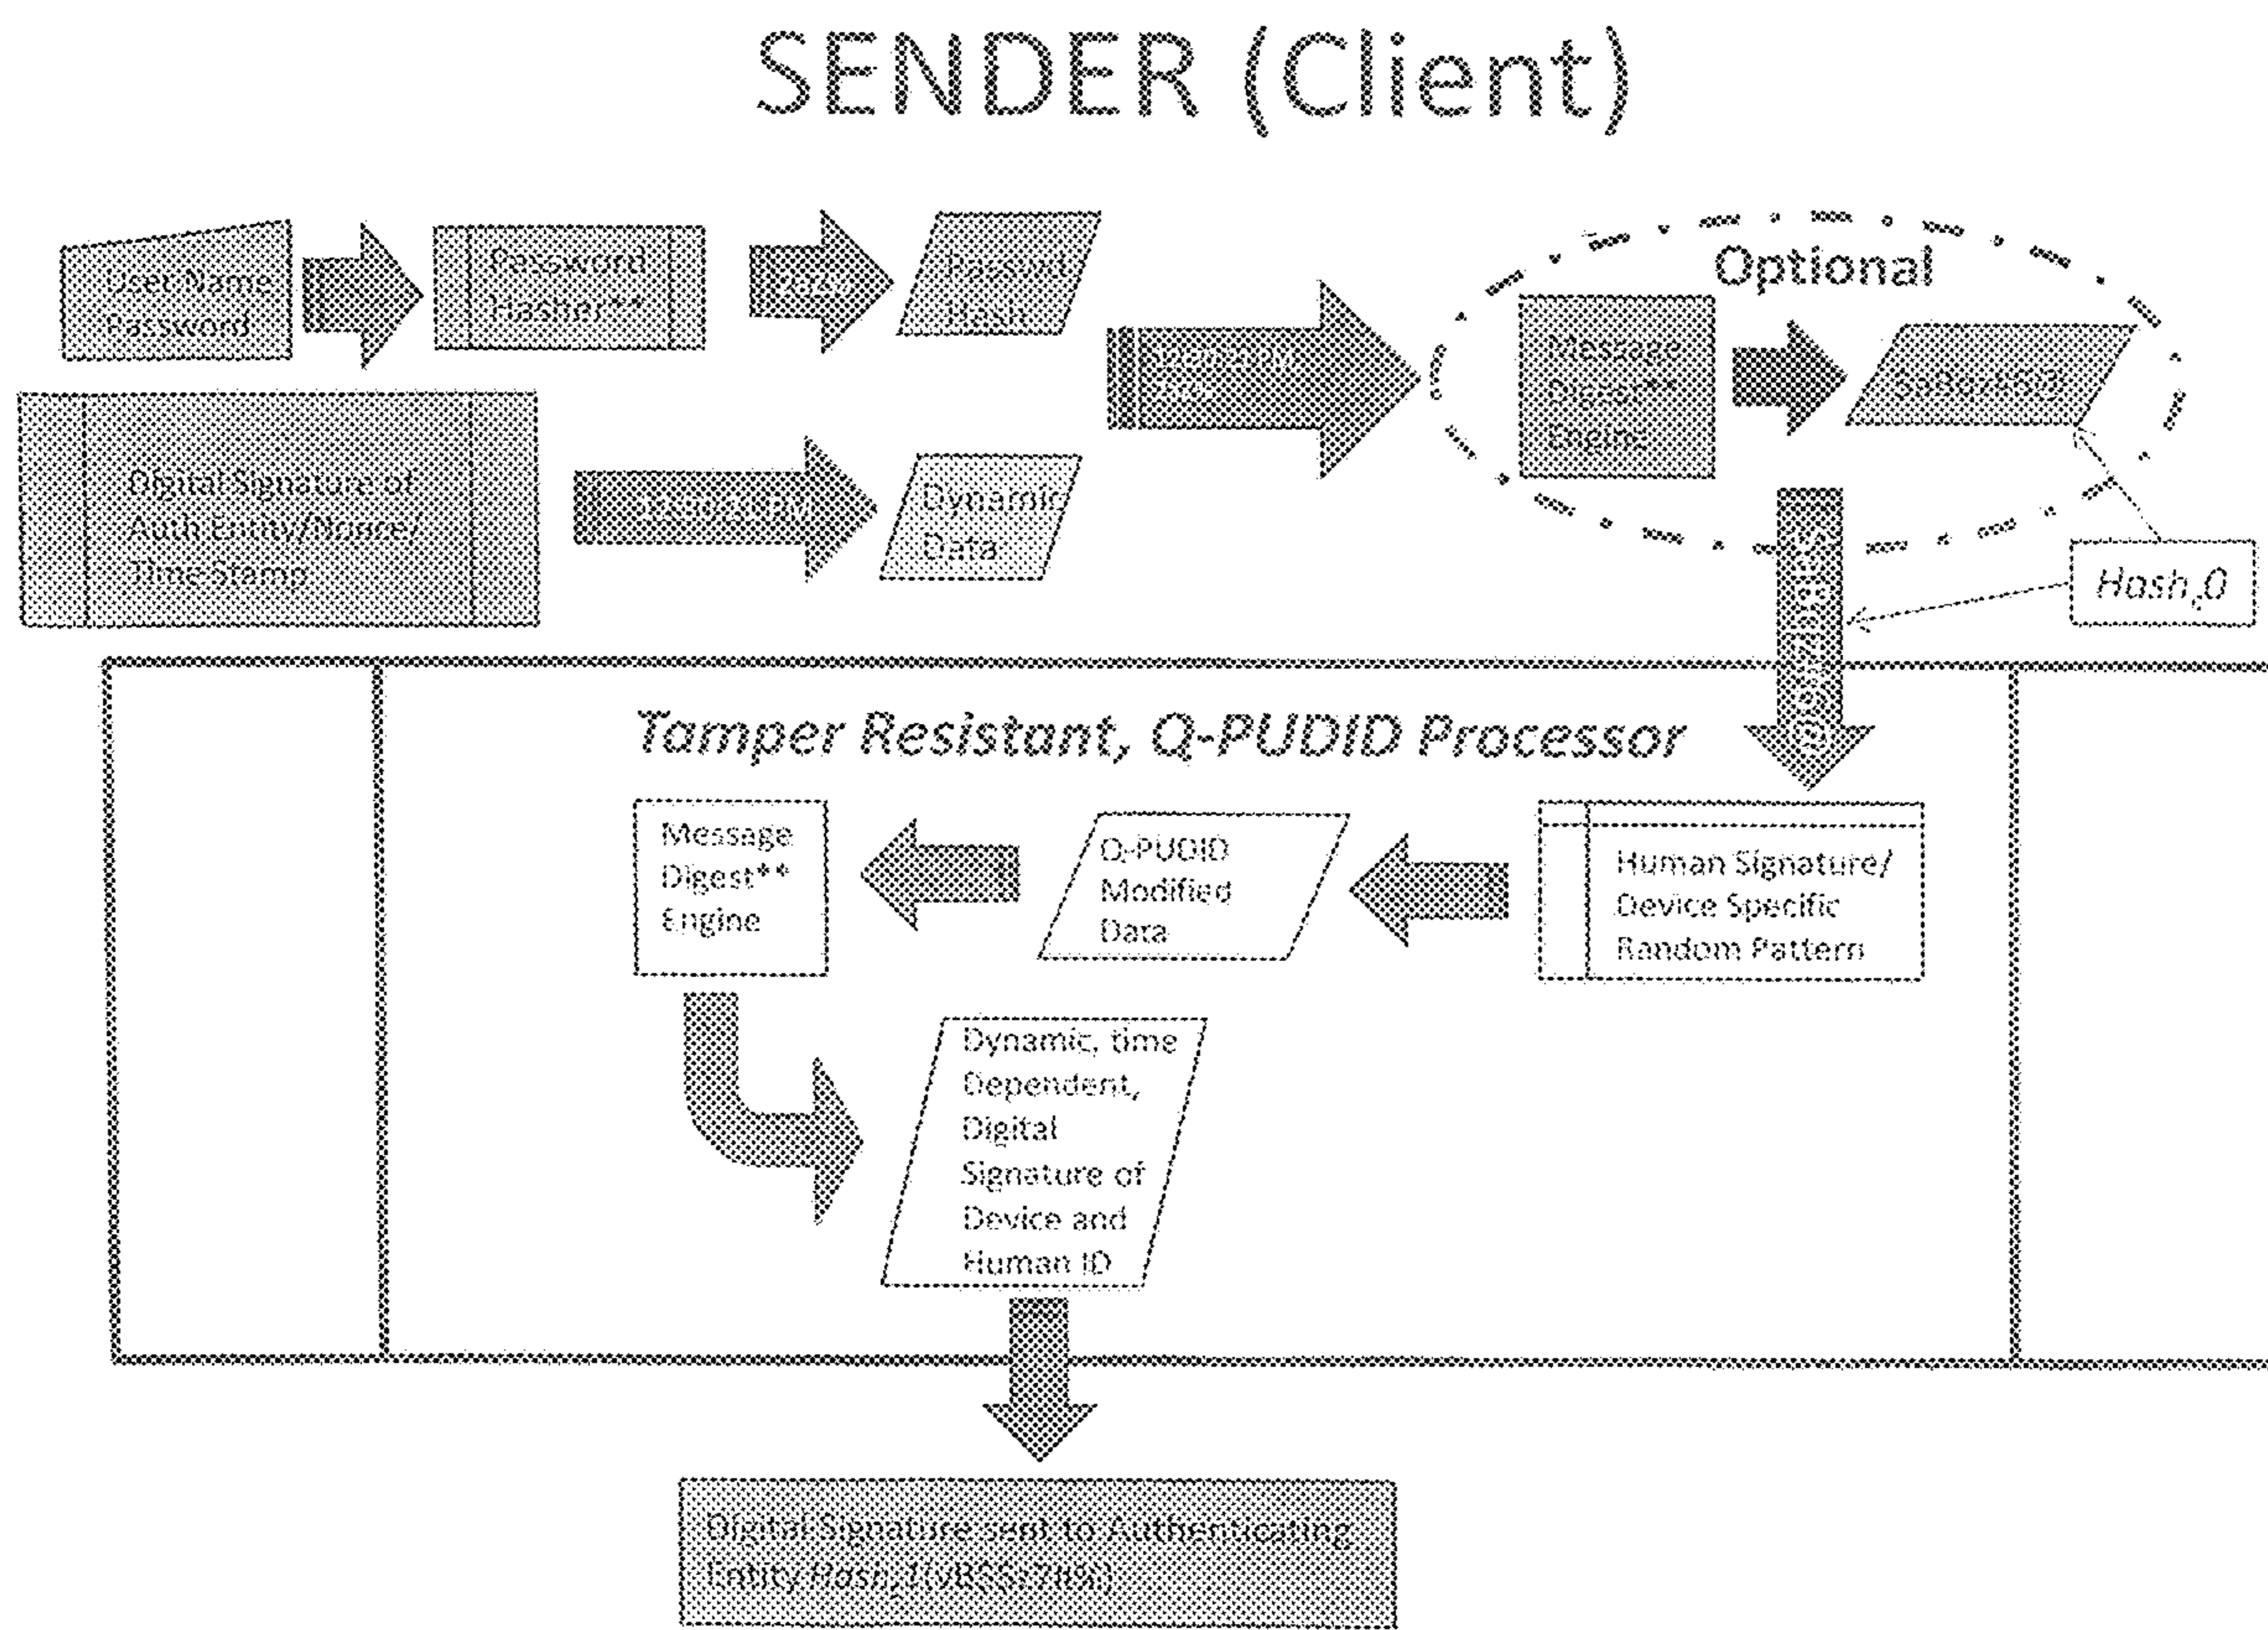 SENDER (Client)
User Name
Password
Password
Hasher**
Passwd
Hash
Optional
Message
Digest**
Engine
Digital Signature of
Auth Entity/Nonce/
Time Stamp
Dynamic
Data
Hash,0
Tamper Resistant, Q-PUDID Processor
Message
Digest**
Engine
Q-PUDID
Modified
Data
Human Signature/
Device Specific
Random Pattern
Dynamic, time
Dependent,
Digital
Signature of
Device and
Human ID
Digital Signature sent to Authenticating
Entity